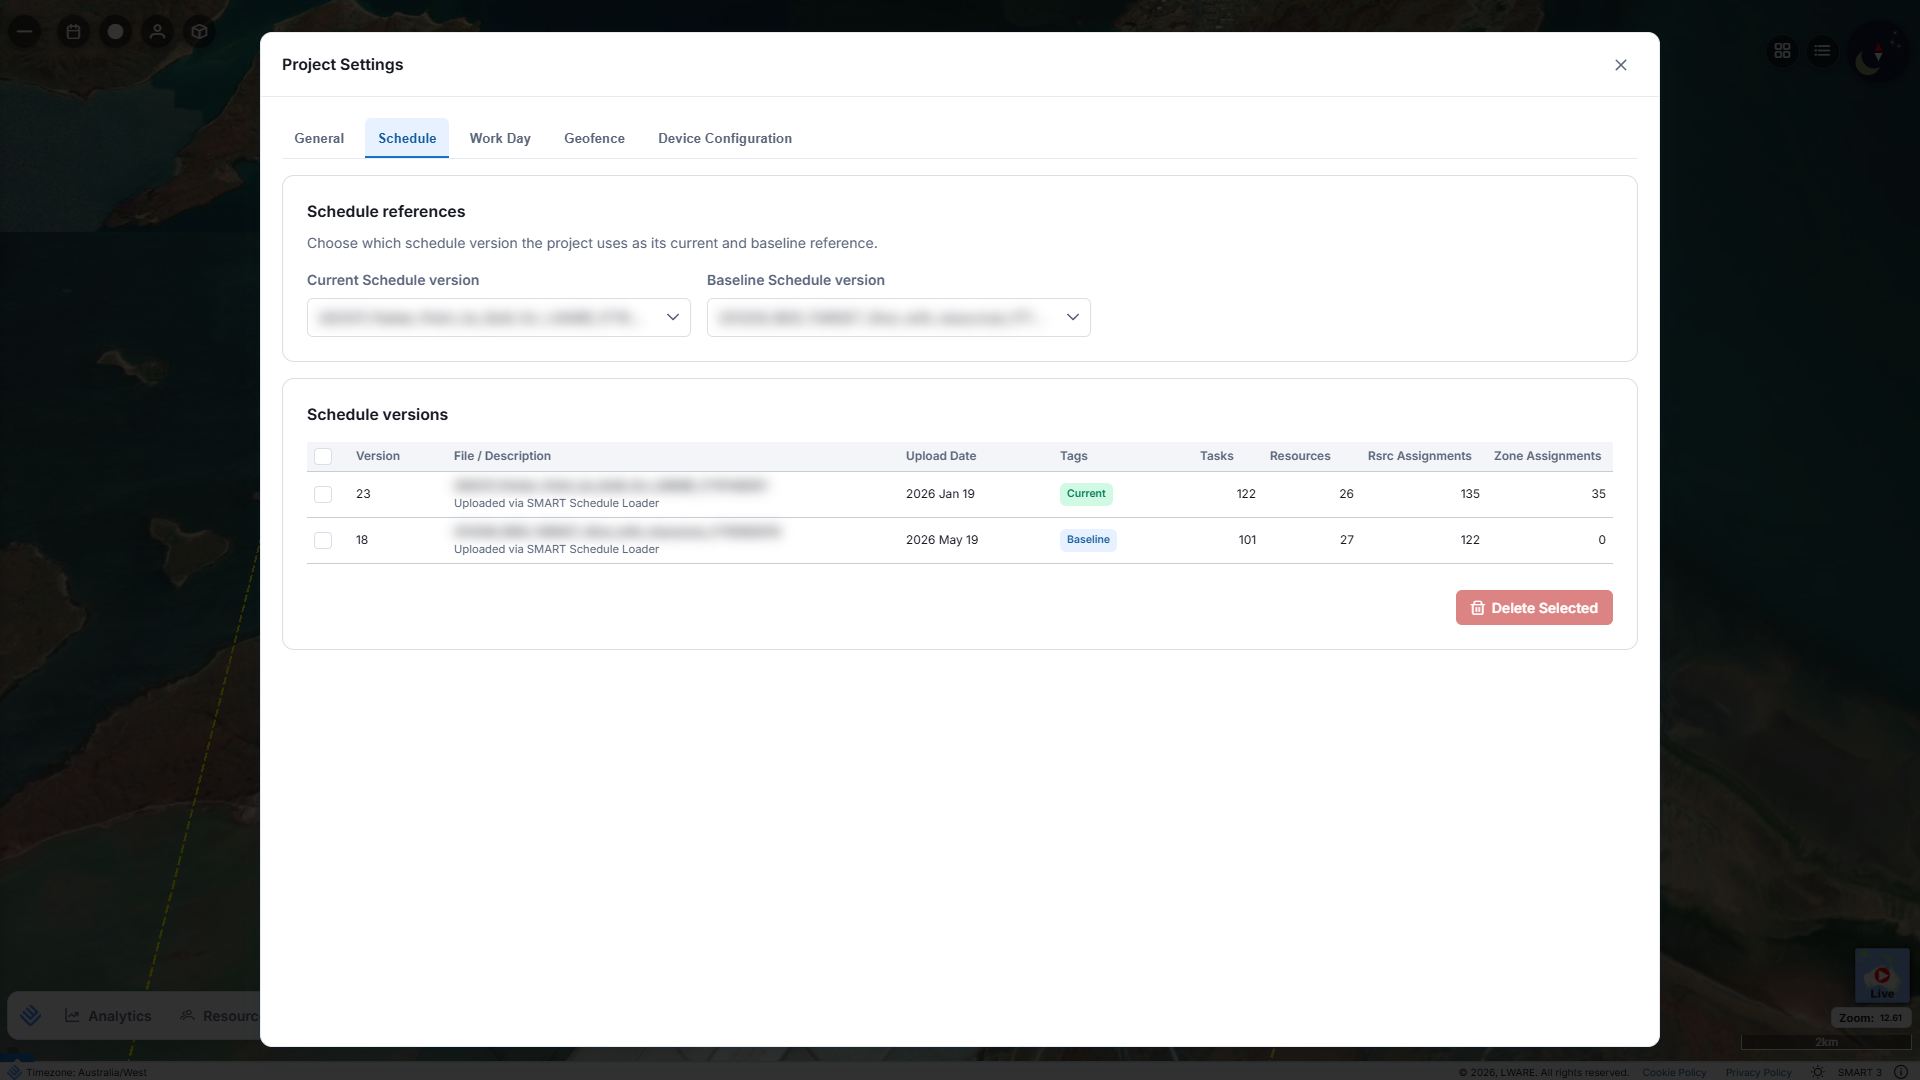 Project Settings
General Schedule Work Day Geofence Device Configuration
Schedule references
Choose which schedule version the project uses as its current and baseline reference.
Current Schedule version Baseline Schedule version
Schedule versions
Version File / Description Upload Date Tags Tasks Resources Rsrc Assignments Zone Assignments
23 2026 Jan 19 Current 122 26 135 35
Uploaded via SMART Schedule Loader
18 2026 May 19 Baseline 101 27 122 0
Uploaded via SMART Schedule Loader
Delete Selected
Live
Analytics Resourc
Zoom: 12.61
2km
Timezone: Australia/West © 2026, LWARE. All rights reserved. Cookie Policy Privacy Policy SMART 3